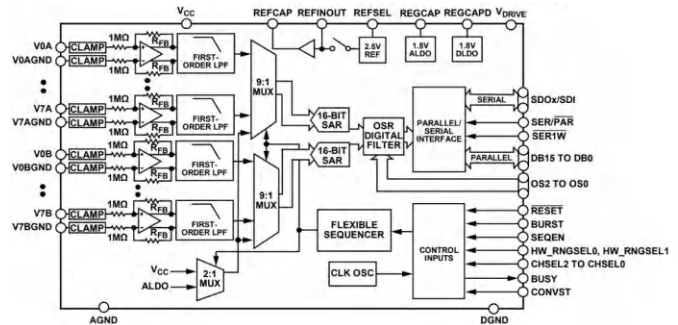 VCC REFCAP REFINOUT REFSEL REGCAP REGCAPD VDRIVE
V0A CLAMP 1MΩ RFB FIRST-ORDER LPF
V0AGND CLAMP 1MΩ
2.5V REF
1.8V ALDO
1.8V DLDO
9:1 MUX
V7A CLAMP 1MΩ RFB FIRST-ORDER LPF
V7AGND CLAMP 1MΩ RFB
16-BIT SAR
16-BIT SAR
OSR DIGITAL FILTER
PARALLEL/SERIAL INTERFACE
SERIAL SDOx/SDI
SER/PAR
SER1W
PARALLEL DB15 TO DB0
OS2 TO OS0
V0B CLAMP 1MΩ RFB FIRST-ORDER LPF
V0BGND CLAMP 1MΩ RFB
9:1 MUX
V7B CLAMP 1MΩ RFB FIRST-ORDER LPF
V7BGND CLAMP 1MΩ RFB
FLEXIBLE SEQUENCER
CONTROL INPUTS
CLK OSC
RESET
BURST
SEQEN
HW_RNGSEL0, HW_RNGSEL1
CHSEL2 TO CHSEL0
BUSY
CONVST
VCC
ALDO
2:1 MUX
AGND DGND